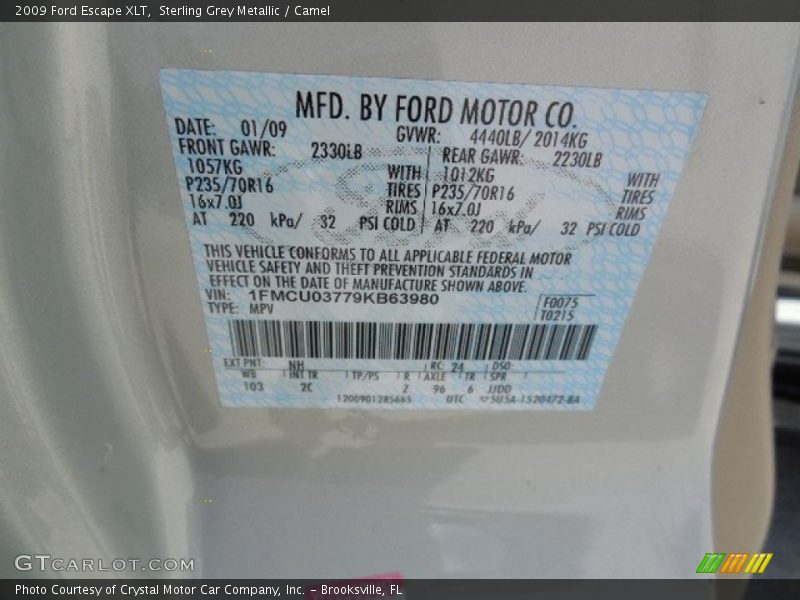 2009 Ford Escape XLT, Sterling Grey Metallic / Camel
MFD. BY FORD MOTOR CO.
DATE: 01/09 GVWR: 4440LB/ 2014KG
FRONT GAWR: 2330LB REAR GAWR: 2230LB
1057KG WITH 1012KG WITH
P235/70R16 TIRES P235/70R16 TIRES
16x7.0J RIMS 16x7.0J RIMS
AT 220 kPa/ 32 PSI COLD AT 220 kPa/ 32 PSI COLD
THIS VEHICLE CONFORMS TO ALL APPLICABLE FEDERAL MOTOR
VEHICLE SAFETY AND THEFT PREVENTION STANDARDS IN
EFFECT ON THE DATE OF MANUFACTURE SHOWN ABOVE.
VIN: 1FMCU03779KB63980 F0075
TYPE: MPV T0215
EXT PNT: NH RC: 24 DSO:
WB INT TR TP/PS R AXLE TR SPR
103 2C 2 96 6 JJDD
1200901285665 UTC 5U5A-1520472-BA
GTCARLOT.COM
Photo Courtesy of Crystal Motor Car Company, Inc. – Brooksville, FL